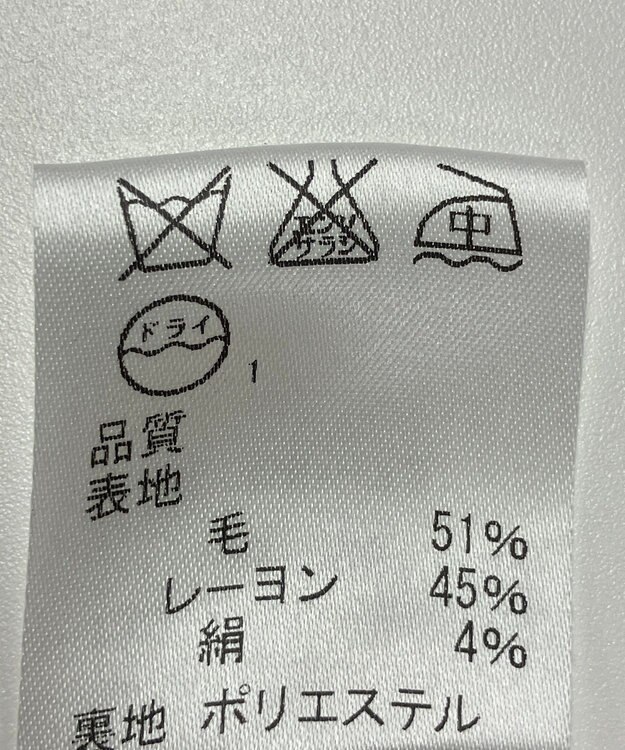 エンソ
サラシ
中
ドライ
1
品質
表地
毛 51%
レーヨン 45%
絹 4%
裏地 ポリエステル